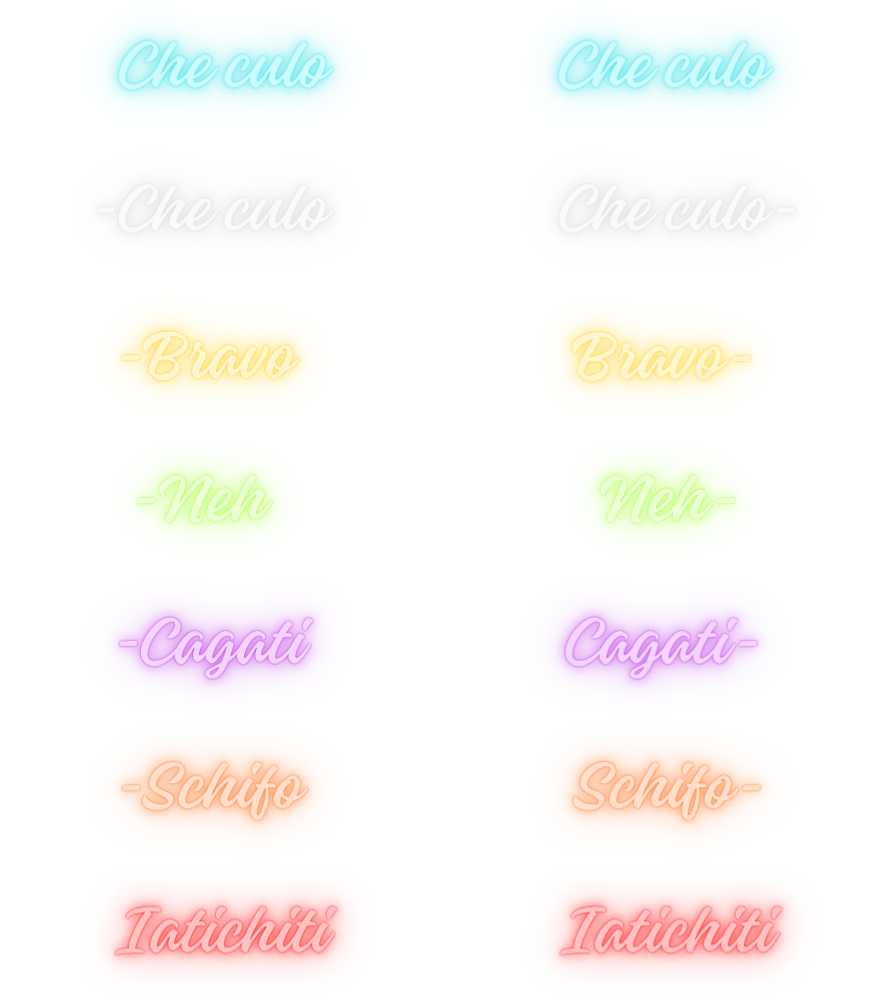 Che culo Che culo
-Che culo Che culo-
-Bravo Bravo-
-Neh Neh-
-Cagati Cagati-
-Schifo Schifo-
Iatichiti Iatichiti